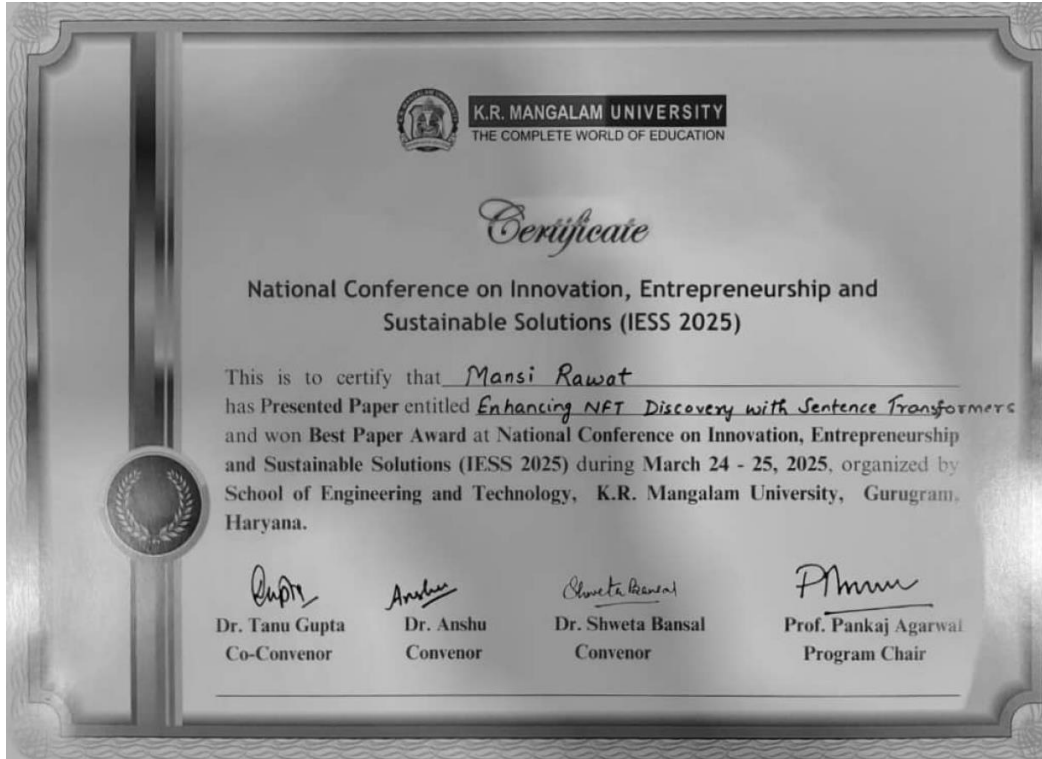 K.R. MANGALAM UNIVERSITY
THE COMPLETE WORLD OF EDUCATION
Certificate
National Conference on Innovation, Entrepreneurship and
Sustainable Solutions (IESS 2025)
This is to certify that Mansi Rawat
has Presented Paper entitled Enhancing NFT Discovery with Sentence Transformers
and won Best Paper Award at National Conference on Innovation, Entrepreneurship
and Sustainable Solutions (IESS 2025) during March 24 - 25, 2025, organized by
School of Engineering and Technology, K.R. Mangalam University, Gurugram,
Haryana.
Gupta Anshu Shweta Bansal
Dr. Tanu Gupta Dr. Anshu Dr. Shweta Bansal Prof. Pankaj Agarwal
Co-Convenor Convenor Convenor Program Chair